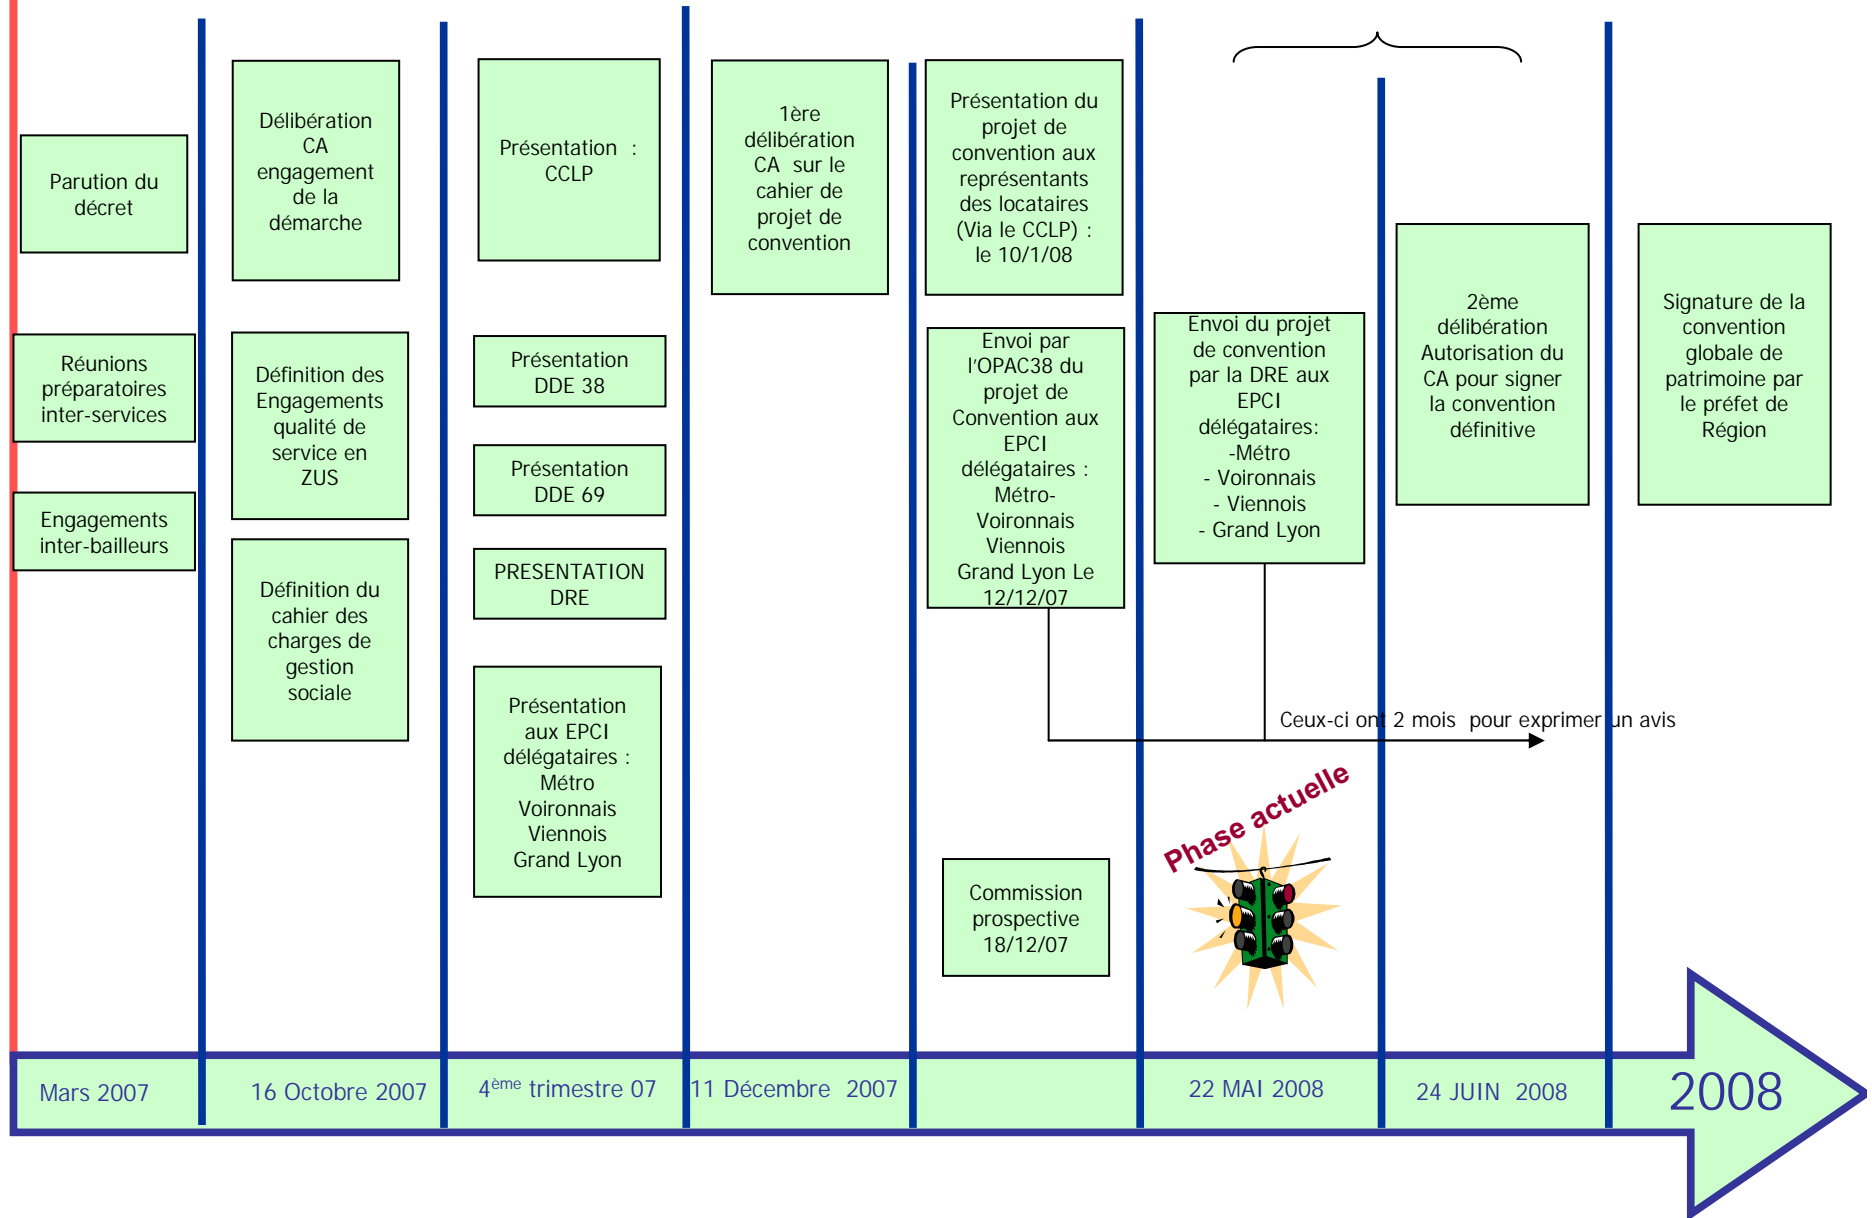 Parution du
décret
Réunions
préparatoires
inter-services
Engagements
inter-bailleurs
Délibération
CA
engagement
de la
démarche
Définition des
Engagements
qualité de
service en
ZUS
Définition du
cahier des
charges de
gestion
sociale
Présentation :
CCLP
Présentation
DDE 38
Présentation
DDE 69
PRESENTATION
DRE
Présentation
aux EPCI
délégataires :
Métro
Voironnais
Viennois
Grand Lyon
1ère
délibération
CA sur le
cahier de
projet de
convention
Présentation du
projet de
convention aux
représentants
des locataires
(Via le CCLP) :
le 10/1/08
Envoi par
l'OPAC38 du
projet de
Convention aux
EPCI
délégataires :
Métro-
Voironnais
Viennois
Grand Lyon Le
12/12/07
Commission
prospective
18/12/07
Envoi du projet
de convention
par la DRE aux
EPCI
délégataires:
-Métro
- Voironnais
- Viennois
- Grand Lyon
Ceux-ci ont 2 mois pour exprimer un avis
Phase actuelle
2ème
délibération
Autorisation du
CA pour signer
la convention
définitive
Signature de la
convention
globale de
patrimoine par
le préfet de
Région
Mars 2007
16 Octobre 2007
4ème trimestre 07
11 Décembre 2007
22 MAI 2008
24 JUIN 2008
2008